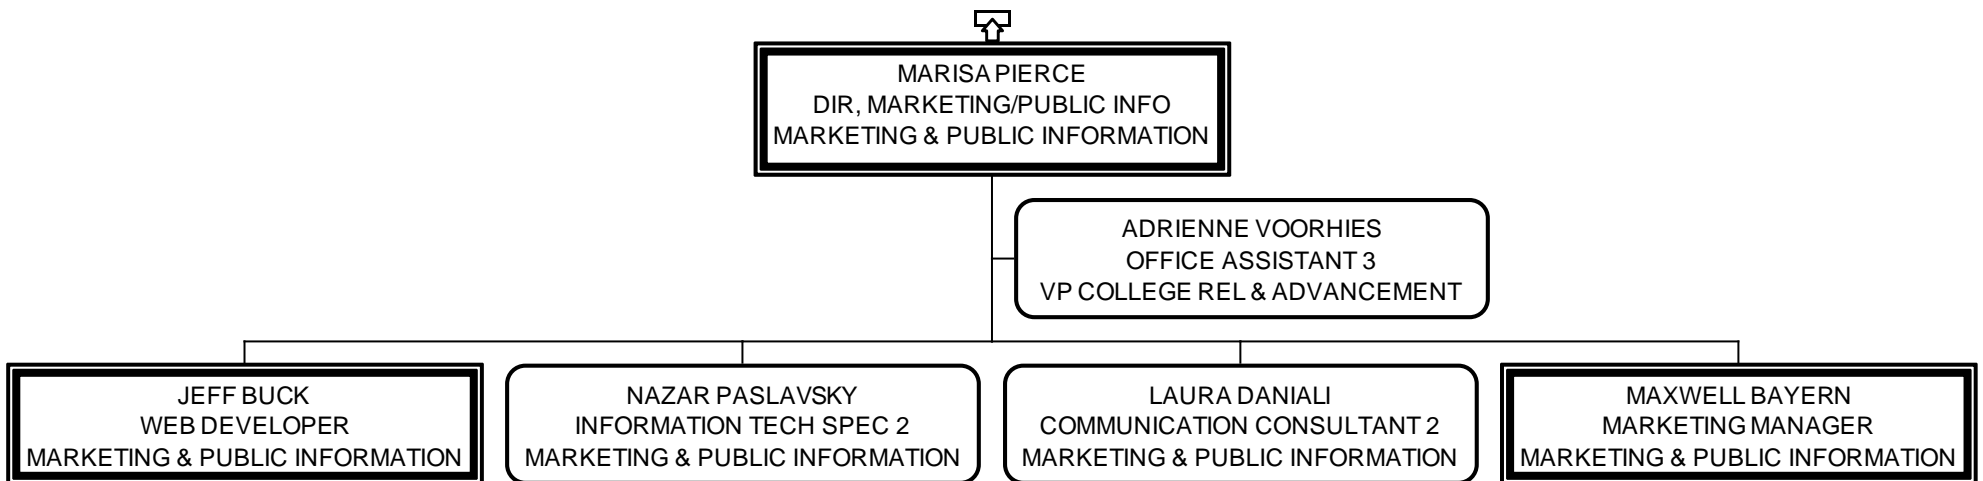 MARISA PIERCE
DIR, MARKETING/PUBLIC INFO
MARKETING & PUBLIC INFORMATION
ADRIENNE VOORHIES
OFFICE ASSISTANT 3
VP COLLEGE REL & ADVANCEMENT
JEFF BUCK
WEB DEVELOPER
MARKETING & PUBLIC INFORMATION
NAZAR PASLAVSKY
INFORMATION TECH SPEC 2
MARKETING & PUBLIC INFORMATION
LAURA DANIALI
COMMUNICATION CONSULTANT 2
MARKETING & PUBLIC INFORMATION
MAXWELL BAYERN
MARKETING MANAGER
MARKETING & PUBLIC INFORMATION